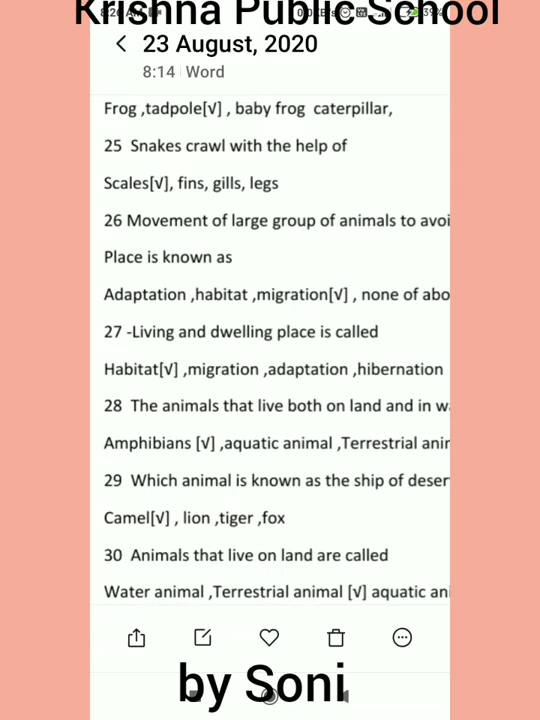 Krishna Public School
23 August, 2020
8:14 Word
Frog ,tadpole[√] , baby frog  caterpillar,
25  Snakes crawl with the help of
Scales[√], fins, gills, legs
26 Movement of large group of animals to avoi
Place is known as
Adaptation ,habitat ,migration[√] , none of abo
27 -Living and dwelling place is called
Habitat[√] ,migration ,adaptation ,hibernation
28  The animals that live both on land and in w
Amphibians [√] ,aquatic animal ,Terrestrial anir
29  Which animal is known as the ship of deser
Camel[√] , lion ,tiger ,fox
30  Animals that live on land are called
Water animal ,Terrestrial animal [√] aquatic ani
by Soni